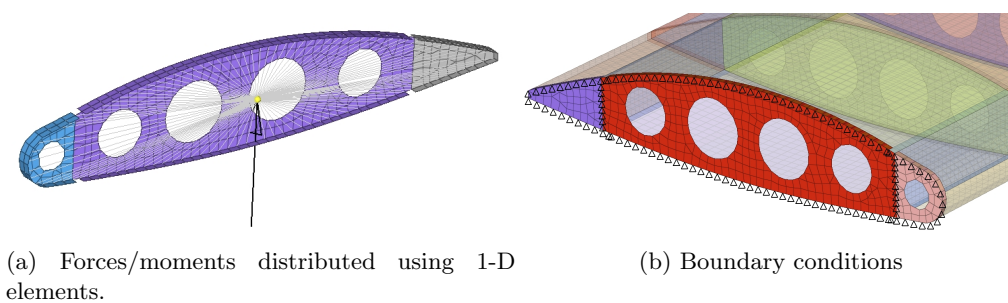 (a) Forces/moments distributed using 1-D
elements.
(b) Boundary conditions